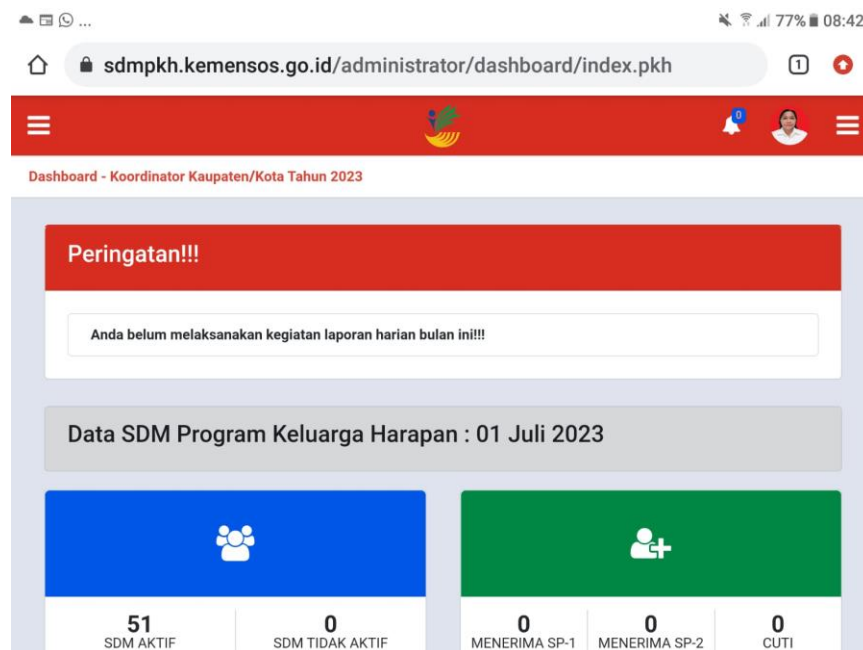 ... 77% 08:42
sdmpkh.kemensos.go.id/administrator/dashboard/index.pkh 1
0
Dashboard - Koordinator Kaupaten/Kota Tahun 2023
Peringatan!!!
Anda belum melaksanakan kegiatan laporan harian bulan ini!!!
Data SDM Program Keluarga Harapan : 01 Juli 2023
51 0 0 0 0
SDM AKTIF SDM TIDAK AKTIF MENERIMA SP-1 MENERIMA SP-2 CUTI